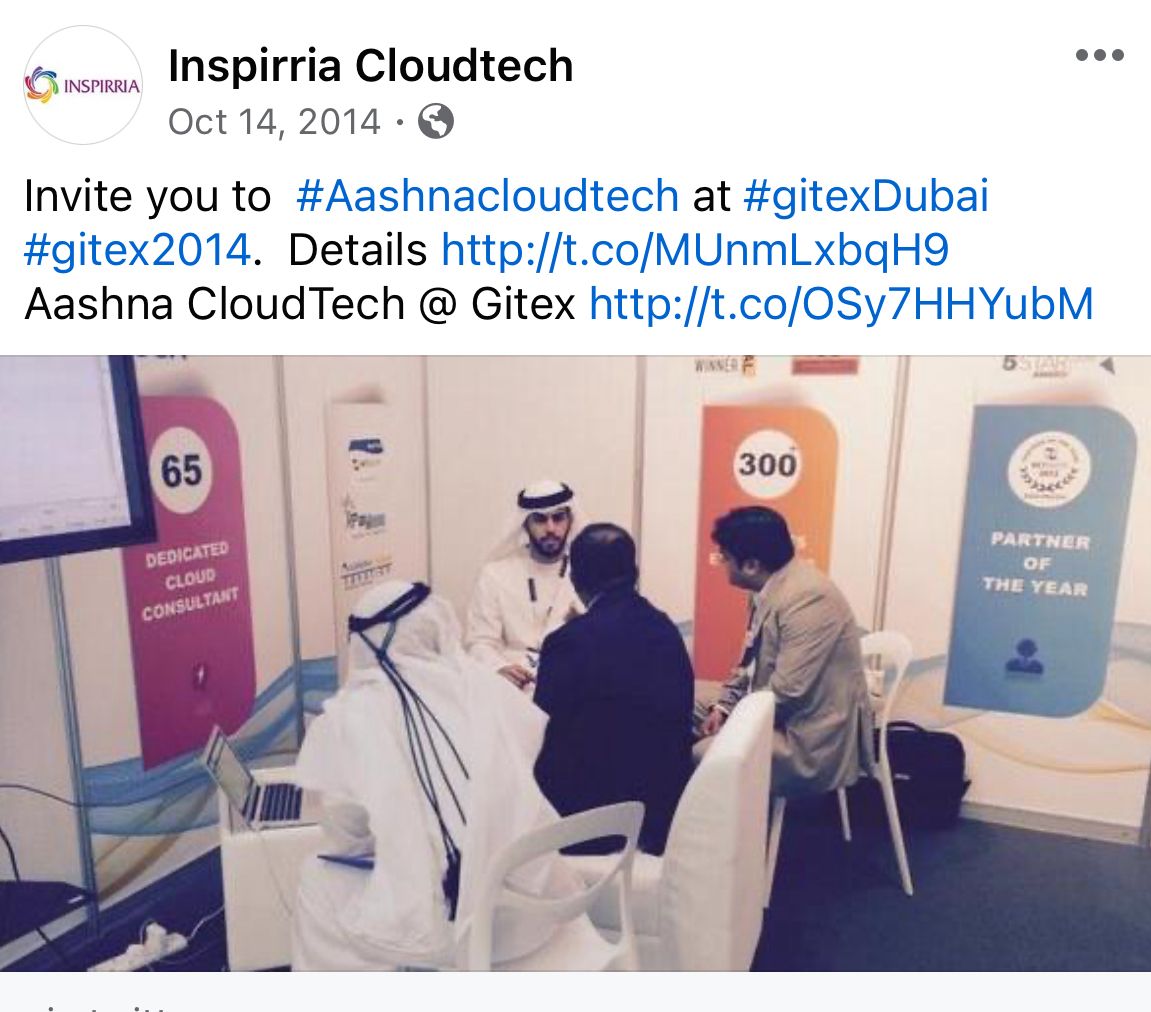 INSPIRRIA
Inspirria Cloudtech
Oct 14, 2014
Invite you to #Aashnacloudtech at #gitexDubai
#gitex2014. Details http://t.co/MUnmLxbqH9
Aashna CloudTech @ Gitex http://t.co/OSy7HHYubM
WINNER
5 STAR
65
DEDICATED
CLOUD
CONSULTANT
300+
PARTNER
OF
THE YEAR